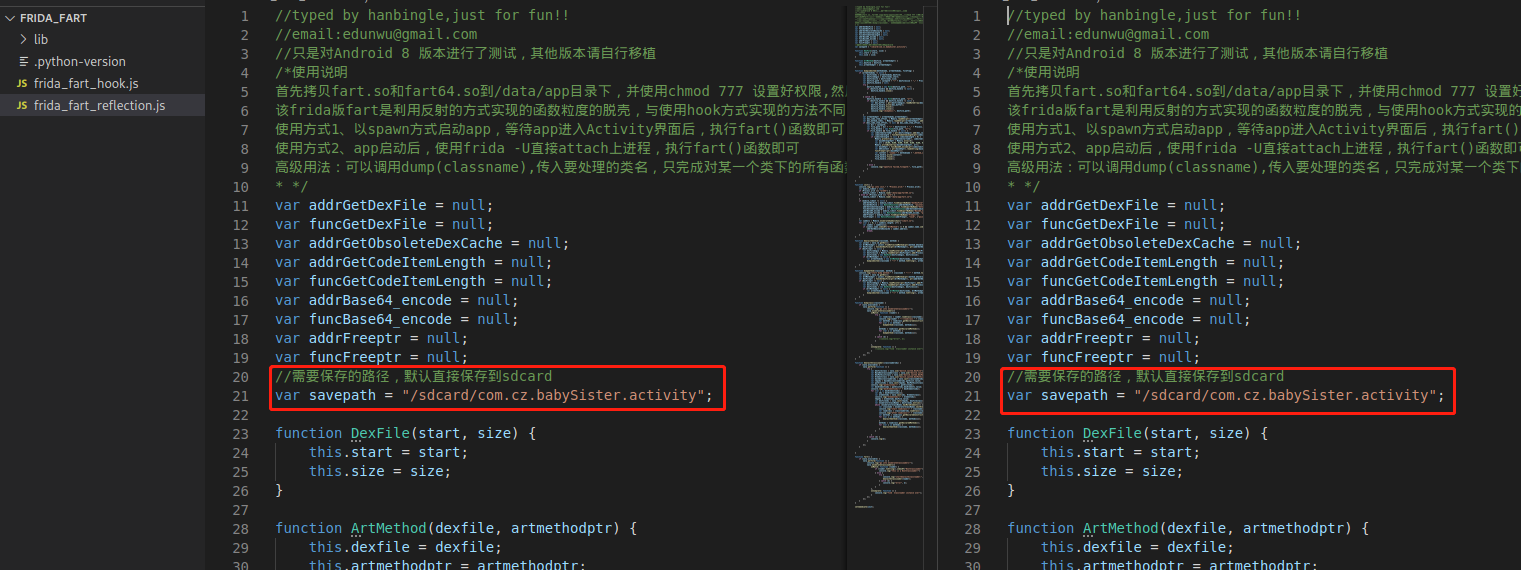 FRIDA_FART
lib
.python-version
JS frida_fart_hook.js
JS frida_fart_reflection.js
1 //typed by hanbingle,just for fun!!
2 //email:edunwu@gmail.com
3 //只是对Android 8 版本进行了测试，其他版本请自行移植
4 /*使用说明
5 首先拷贝fart.so和fart64.so到/data/app目录下，并使用chmod 777 设置好权限,然
6 该frida版fart是利用反射的方式实现的函数粒度的脱壳，与使用hook方式实现的方法不同
7 使用方式1、以spawn方式启动app，等待app进入Activity界面后，执行fart()函数即可
8 使用方式2、app启动后，使用frida -U直接attach上进程，执行fart()函数即可
9 高级用法：可以调用dump(classname),传入要处理的类名，只完成对某一个类下的所有函
10 * */
11 var addrGetDexFile = null;
12 var funcGetDexFile = null;
13 var addrGetObsoleteDexCache = null;
14 var addrGetCodeItemLength = null;
15 var funcGetCodeItemLength = null;
16 var addrBase64_encode = null;
17 var funcBase64_encode = null;
18 var addrFreeptr = null;
19 var funcFreeptr = null;
20 //需要保存的路径，默认直接保存到sdcard
21 var savepath = "/sdcard/com.cz.babySister.activity";
22
23 function DexFile(start, size) {
24 this.start = start;
25 this.size = size;
26 }
27
28 function ArtMethod(dexfile, artmethodptr) {
29 this.dexfile = dexfile;
30 this.artmethodptr = artmethodptr;
1 //typed by hanbingle,just for fun!!
2 //email:edunwu@gmail.com
3 //只是对Android 8 版本进行了测试，其他版本请自行移植
4 /*使用说明
5 首先拷贝fart.so和fart64.so到/data/app目录下，并使用chmod 777 设置好
6 该frida版fart是利用反射的方式实现的函数粒度的脱壳，与使用hook方式实现的
7 使用方式1、以spawn方式启动app，等待app进入Activity界面后，执行fart()
8 使用方式2、app启动后，使用frida -U直接attach上进程，执行fart()函数即可
9 高级用法：可以调用dump(classname),传入要处理的类名，只完成对某一个类下的
10 * */
11 var addrGetDexFile = null;
12 var funcGetDexFile = null;
13 var addrGetObsoleteDexCache = null;
14 var addrGetCodeItemLength = null;
15 var funcGetCodeItemLength = null;
16 var addrBase64_encode = null;
17 var funcBase64_encode = null;
18 var addrFreeptr = null;
19 var funcFreeptr = null;
20 //需要保存的路径，默认直接保存到sdcard
21 var savepath = "/sdcard/com.cz.babySister.activity";
22
23 function DexFile(start, size) {
24 this.start = start;
25 this.size = size;
26 }
27
28 function ArtMethod(dexfile, artmethodptr) {
29 this.dexfile = dexfile;
30 this.artmethodptr = artmethodptr;